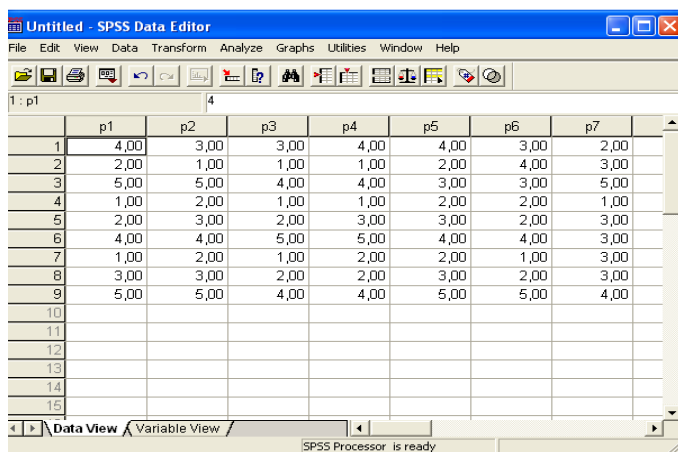 Untitled - SPSS Data Editor
File Edit View Data Transform Analyze Graphs Utilities Window Help
1 : p1 4
p1 p2 p3 p4 p5 p6 p7
1 4,00 3,00 3,00 4,00 4,00 3,00 2,00
2 2,00 1,00 1,00 1,00 2,00 4,00 3,00
3 5,00 5,00 4,00 4,00 3,00 3,00 5,00
4 1,00 2,00 1,00 1,00 2,00 2,00 1,00
5 2,00 3,00 2,00 3,00 3,00 2,00 3,00
6 4,00 4,00 5,00 5,00 4,00 4,00 3,00
7 1,00 2,00 1,00 2,00 2,00 1,00 3,00
8 3,00 3,00 2,00 2,00 3,00 2,00 3,00
9 5,00 5,00 4,00 4,00 5,00 5,00 4,00
10
11
12
13
14
15
Data View Variable View
SPSS Processor is ready